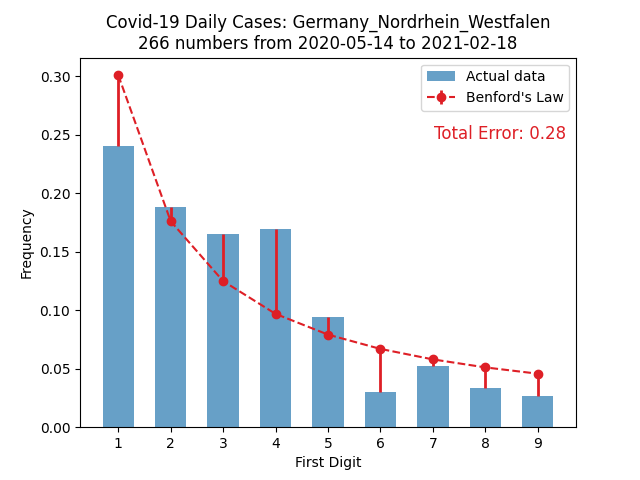 Covid-19 Daily Cases: Germany_Nordrhein_Westfalen
266 numbers from 2020-05-14 to 2021-02-18
Actual data
Benford's Law
Total Error: 0.28
Frequency
0.30
0.25
0.20
0.15
0.10
0.05
0.00
1 2 3 4 5 6 7 8 9
First Digit